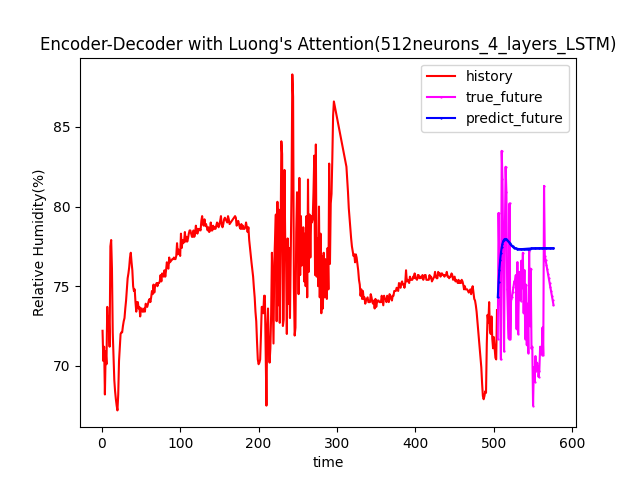 Encoder-Decoder with Luong's Attention(512neurons_4_layers_LSTM)
history
true_future
predict_future
Relative Humidity(%)
85
80
75
70
0 100 200 300 400 500 600
time